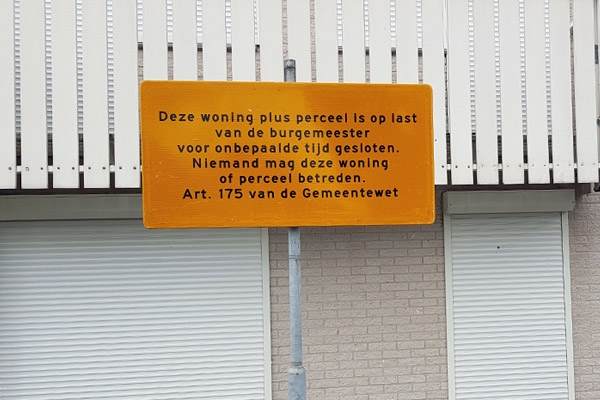 Deze woning plus perceel is op last
van de burgemeester
voor onbepaalde tijd gesloten.
Niemand mag deze woning
of perceel betreden.
Art. 175 van de Gemeentewet